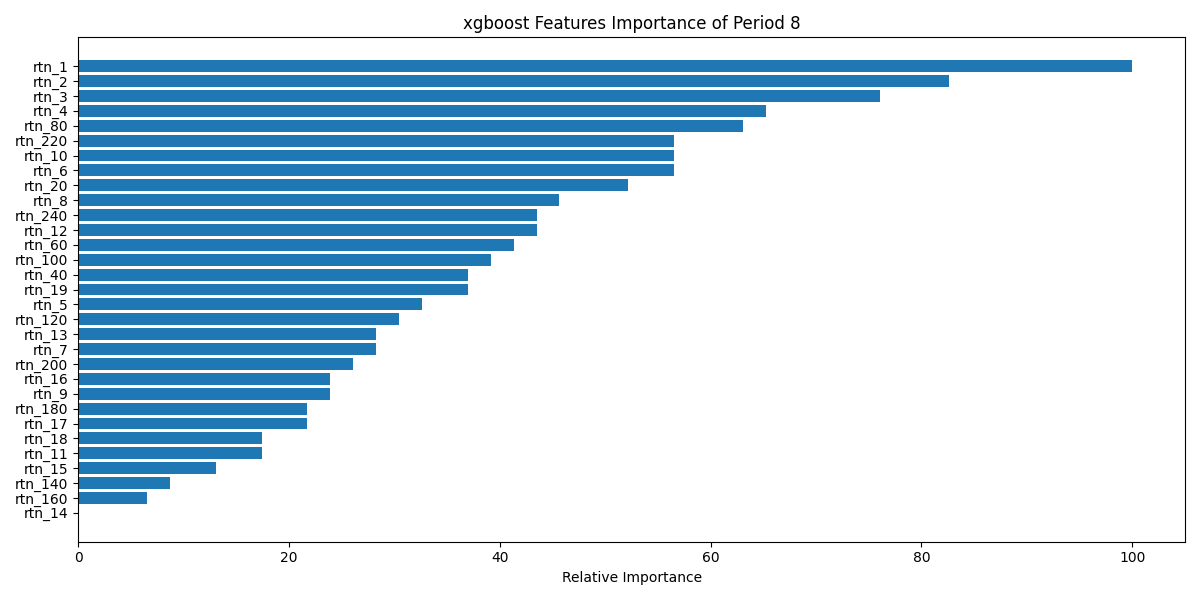 xgboost Features Importance of Period 8
rtn_1
rtn_2
rtn_3
rtn_4
rtn_80
rtn_220
rtn_10
rtn_6
rtn_20
rtn_8
rtn_240
rtn_12
rtn_60
rtn_100
rtn_40
rtn_19
rtn_5
rtn_120
rtn_13
rtn_7
rtn_200
rtn_16
rtn_9
rtn_180
rtn_17
rtn_18
rtn_11
rtn_15
rtn_140
rtn_160
rtn_14
0 20 40 60 80 100
Relative Importance